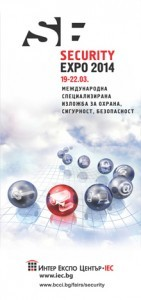 SE
SECURITY
EXPO 2014
19-22.03.
МЕЖДУНАРОДНА
СПЕЦИАЛИЗИРАНА
ИЗЛОЖБА ЗА ОХРАНА,
СИГУРНОСТ, БЕЗОПАСНОСТ
ИНТЕР ЕКСПО ЦЕНТЪР-IEC
www.iec.bg
www.bcci.bg/fairs/security